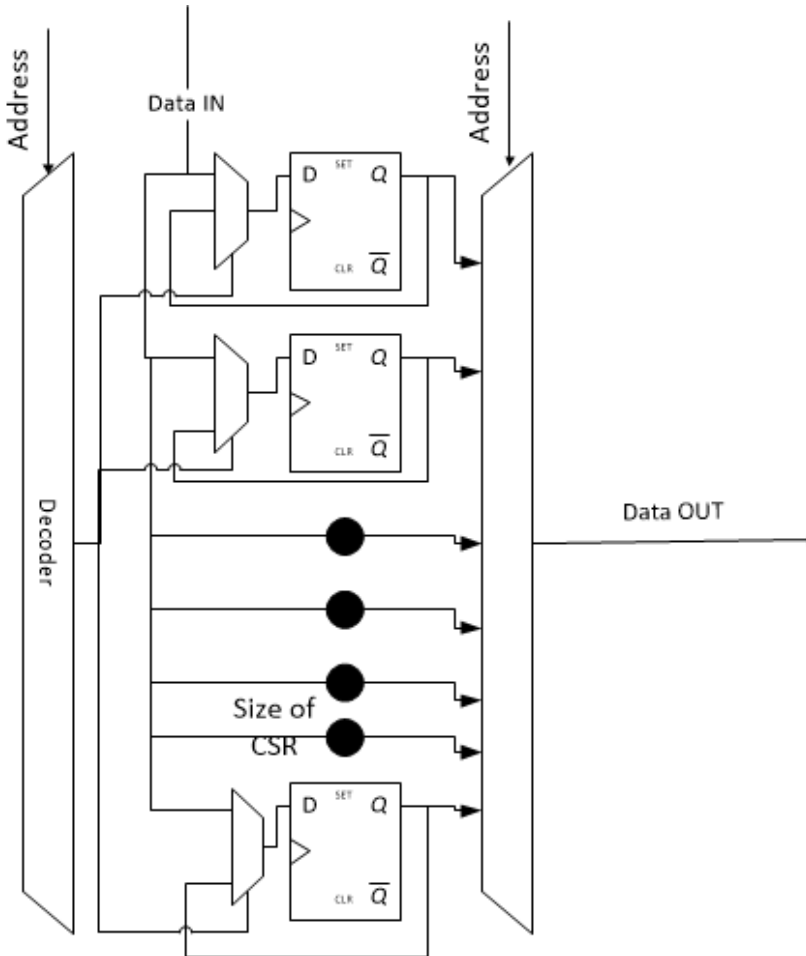 Address
Address
Data IN
D SET Q
CLR Q
D SET Q
CLR Q
Decoder
Data OUT
Size of
CSR
D SET Q
CLR Q